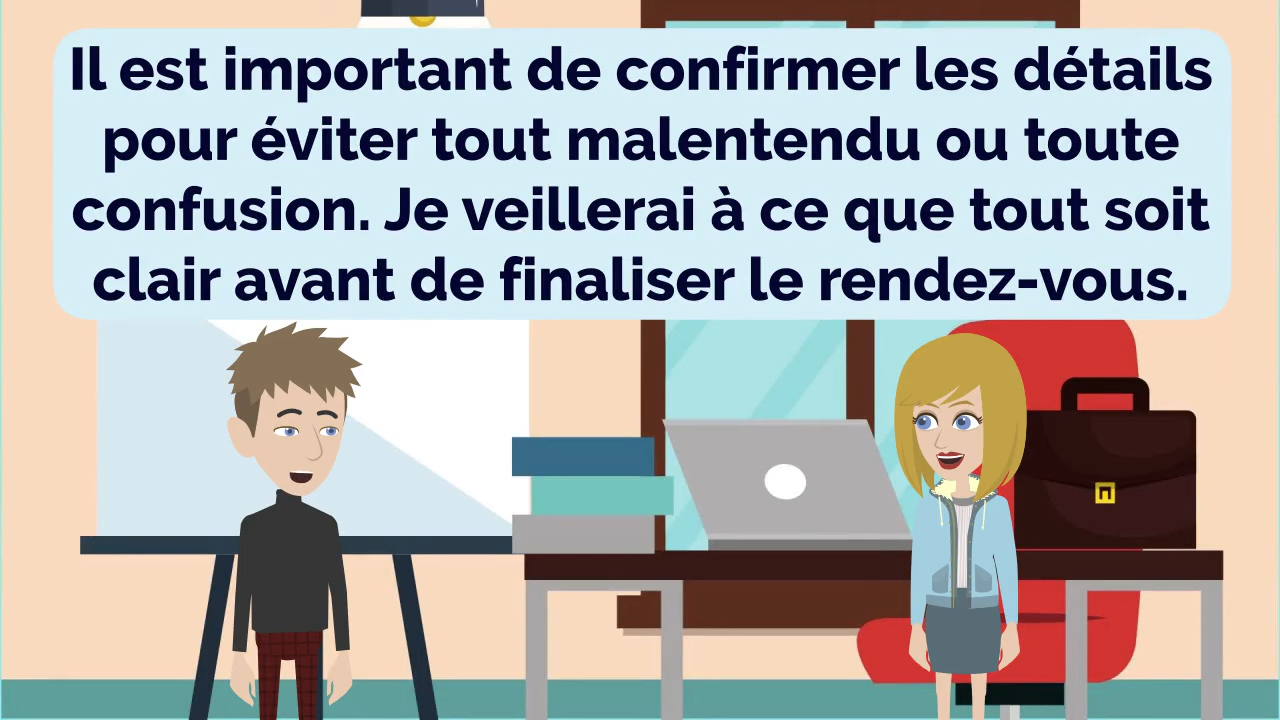 Il est important de confirmer les détails
pour éviter tout malentendu ou toute
confusion. Je veillerai à ce que tout soit
clair avant de finaliser le rendez-vous.